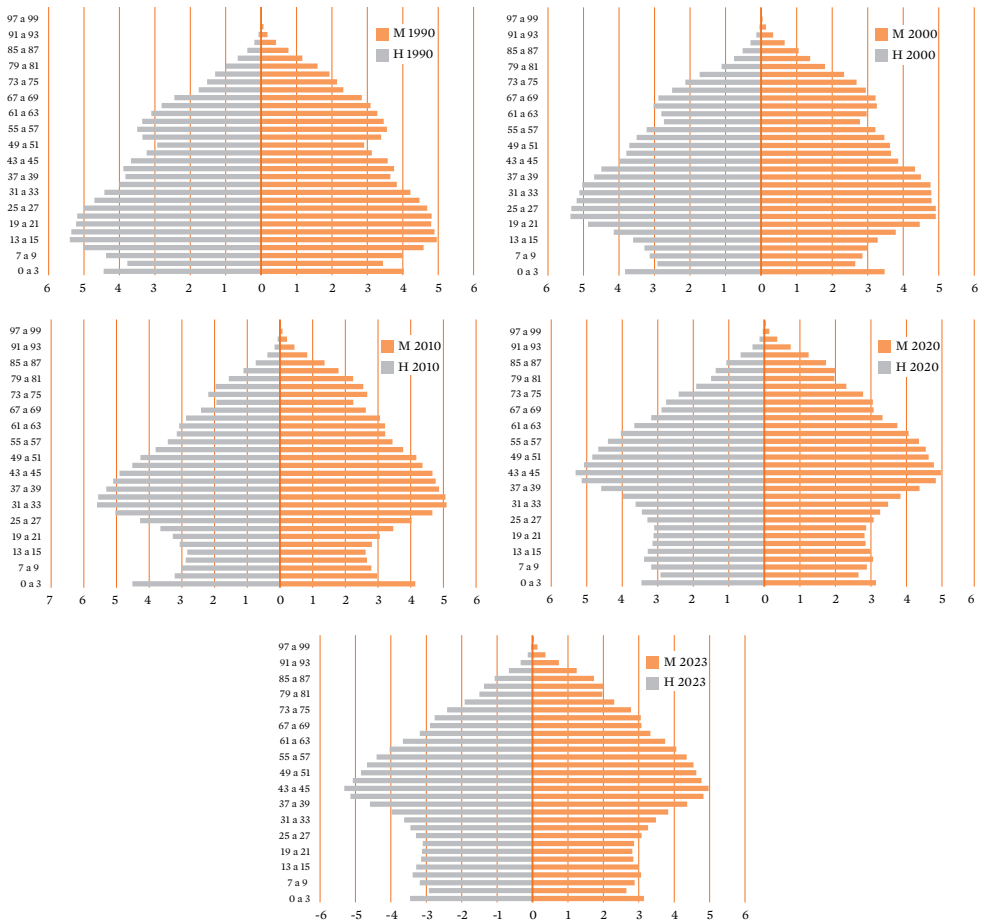 97 a 99
91 a 93
85 a 87
79 a 81
73 a 75
67 a 69
61 a 63
55 a 57
49 a 51
43 a 45
37 a 39
31 a 33
25 a 27
19 a 21
13 a 15
7 a 9
0 a 3
6 5 4 3 2 1 0 1 2 3 4 5 6
M 1990
H 1990
97 a 99
91 a 93
85 a 87
79 a 81
73 a 75
67 a 69
61 a 63
55 a 57
49 a 51
43 a 45
37 a 39
31 a 33
25 a 27
19 a 21
13 a 15
7 a 9
0 a 3
6 5 4 3 2 1 0 1 2 3 4 5 6
M 2000
H 2000
97 a 99
91 a 93
85 a 87
79 a 81
73 a 75
67 a 69
61 a 63
55 a 57
49 a 51
43 a 45
37 a 39
31 a 33
25 a 27
19 a 21
13 a 15
7 a 9
0 a 3
7 6 5 4 3 2 1 0 1 2 3 4 5 6
M 2010
H 2010
97 a 99
91 a 93
85 a 87
79 a 81
73 a 75
67 a 69
61 a 63
55 a 57
49 a 51
43 a 45
37 a 39
31 a 33
25 a 27
19 a 21
13 a 15
7 a 9
0 a 3
6 5 4 3 2 1 0 1 2 3 4 5 6
M 2020
H 2020
97 a 99
91 a 93
85 a 87
79 a 81
73 a 75
67 a 69
61 a 63
55 a 57
49 a 51
43 a 45
37 a 39
31 a 33
25 a 27
19 a 21
13 a 15
7 a 9
0 a 3
-6 -5 -4 -3 -2 -1 0 1 2 3 4 5 6
M 2023
H 2023